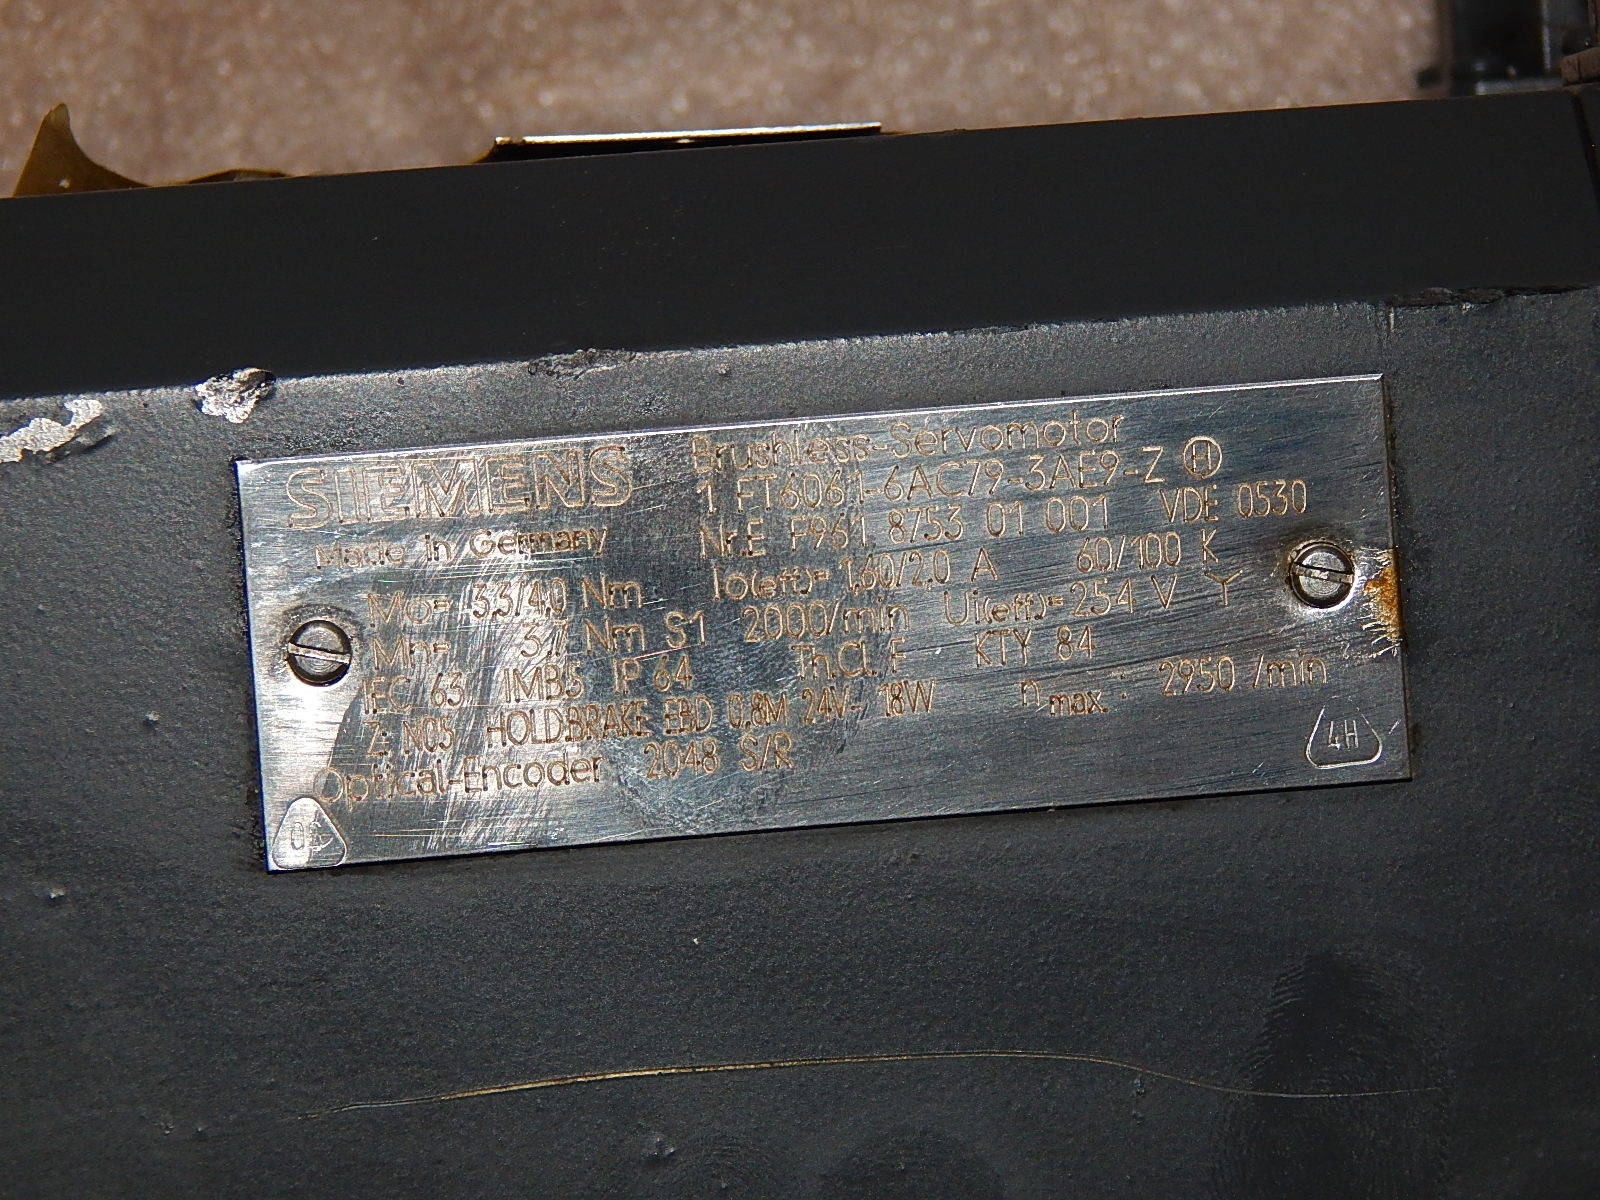 SIEMENS
Made in Germany
Brushless-Servomotor
1 FT6061-6AC79-3AE9-Z H
Nr.E F961 8753 01 001 VDE 0530
Mo= 3.3/4.0 Nm Io(eff)= 1.60/2.0 A 60/100 K
Mn= 3.7 Nm S1 2000/min Ui(eff)= 254 V Y
IEC 63 IMB5 IP 64 Th.Cl. F KTY 84
Z: N05 HOLD.BRAKE EBD 0.8M 24V- 18W nmax.: 2950 /min
Optical-Encoder 2048 S/R
4H